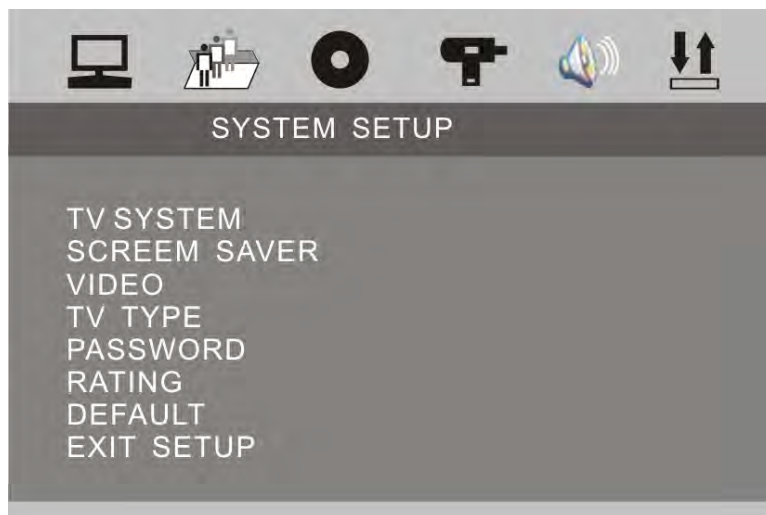 SYSTEM SETUP
TV SYSTEM
SCREEM SAVER
VIDEO
TV TYPE
PASSWORD
RATING
DEFAULT
EXIT SETUP